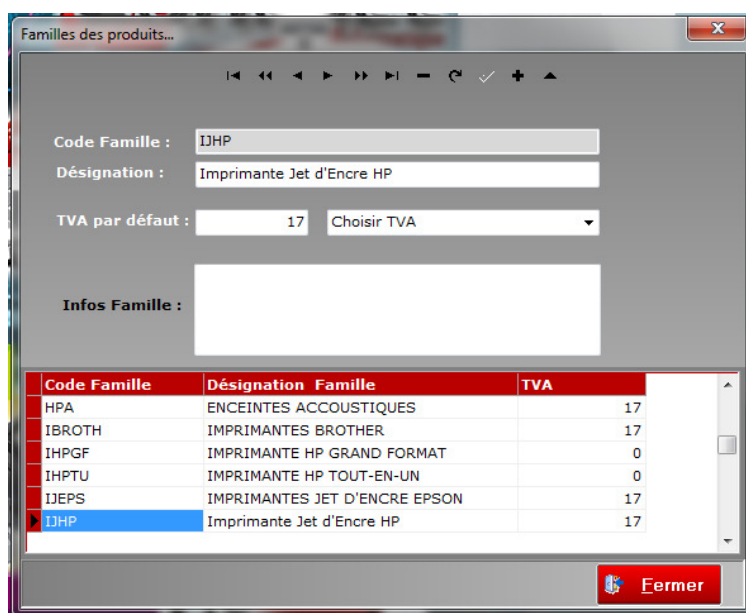 Familles des produits...
Code Famille : IJHP
Désignation : Imprimante Jet d'Encre HP
TVA par défaut : 17 Choisir TVA
Infos Famille :
Code Famille Désignation Famille TVA
HPA ENCEINTES ACCOUSTIQUES 17
IBROTH IMPRIMANTES BROTHER 17
IHPGF IMPRIMANTE HP GRAND FORMAT 0
IHPTU IMPRIMANTE HP TOUT-EN-UN 0
IJEPS IMPRIMANTES JET D'ENCRE EPSON 17
IJHP Imprimante Jet d'Encre HP 17
Fermer